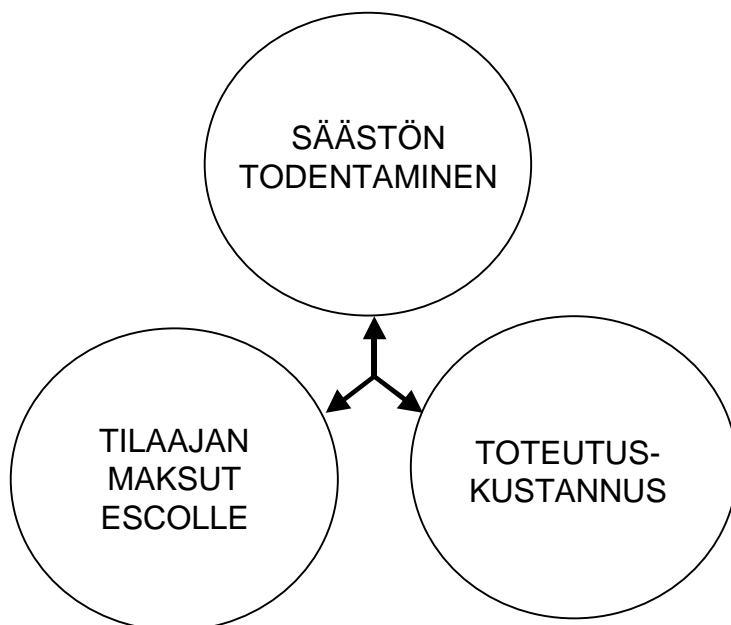 SÄÄSTÖN
TODENTAMINEN
TILAAJAN
MAKSUT
ESCOLLE
TOTEUTUS-
KUSTANNUS